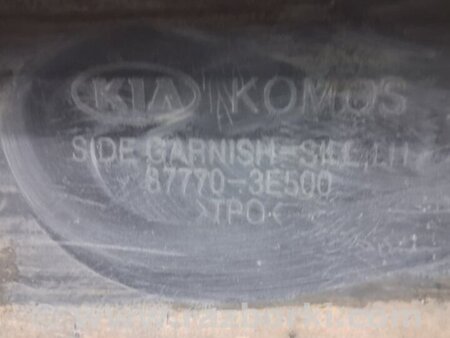 KIA KOMOS
SIDE GARNISH-SILL,LH
87770-3E500
>TPO<